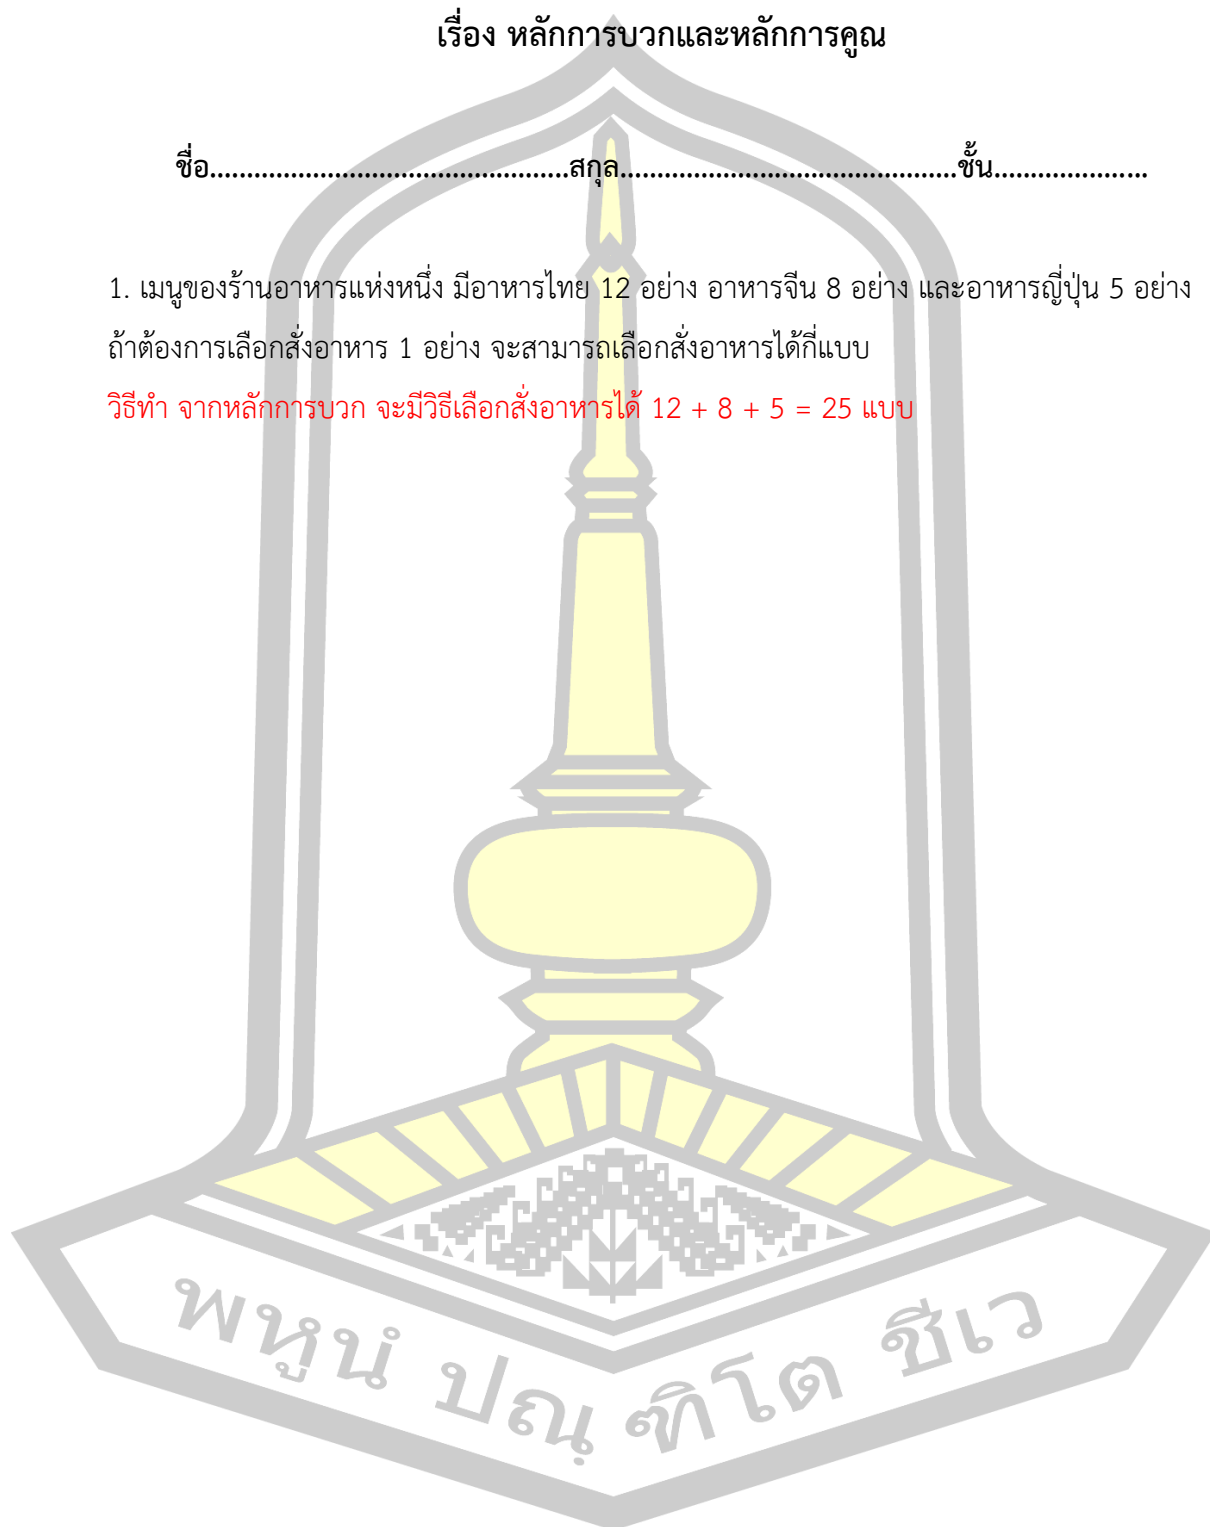 เรื่อง หลักการบวกและหลักการคูณ
ชื่อ.................................................สกุล..............................................ชั้น.....................
1. เมนูของร้านอาหารแห่งหนึ่ง มีอาหารไทย 12 อย่าง อาหารจีน 8 อย่าง และอาหารญี่ปุ่น 5 อย่าง
ถ้าต้องการเลือกสั่งอาหาร 1 อย่าง จะสามารถเลือกสั่งอาหารได้กี่แบบ
วิธีทำ จากหลักการบวก จะมีวิธีเลือกสั่งอาหารได้ 12 + 8 + 5 = 25 แบบ
พหูนํ ปณฺฑิโต ชีเว